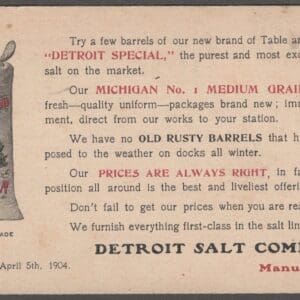 Try a few barrels of our new brand of Table and
"DETROIT SPECIAL," the purest and most exc
salt on the market.
Our MICHIGAN No. 1 MEDIUM GRAI
fresh—quality uniform—packages brand new; imm
ment, direct from our works to your station.
We have no OLD RUSTY BARRELS that h
posed to the weather on docks all winter.
Our PRICES ARE ALWAYS RIGHT, in fa
position all around is the best and liveliest offeri
Don't fail to get our prices when you are rea
We furnish everything first-class in the salt lin
ADE
DETROIT SALT COM
April 5th, 1904.
Manu